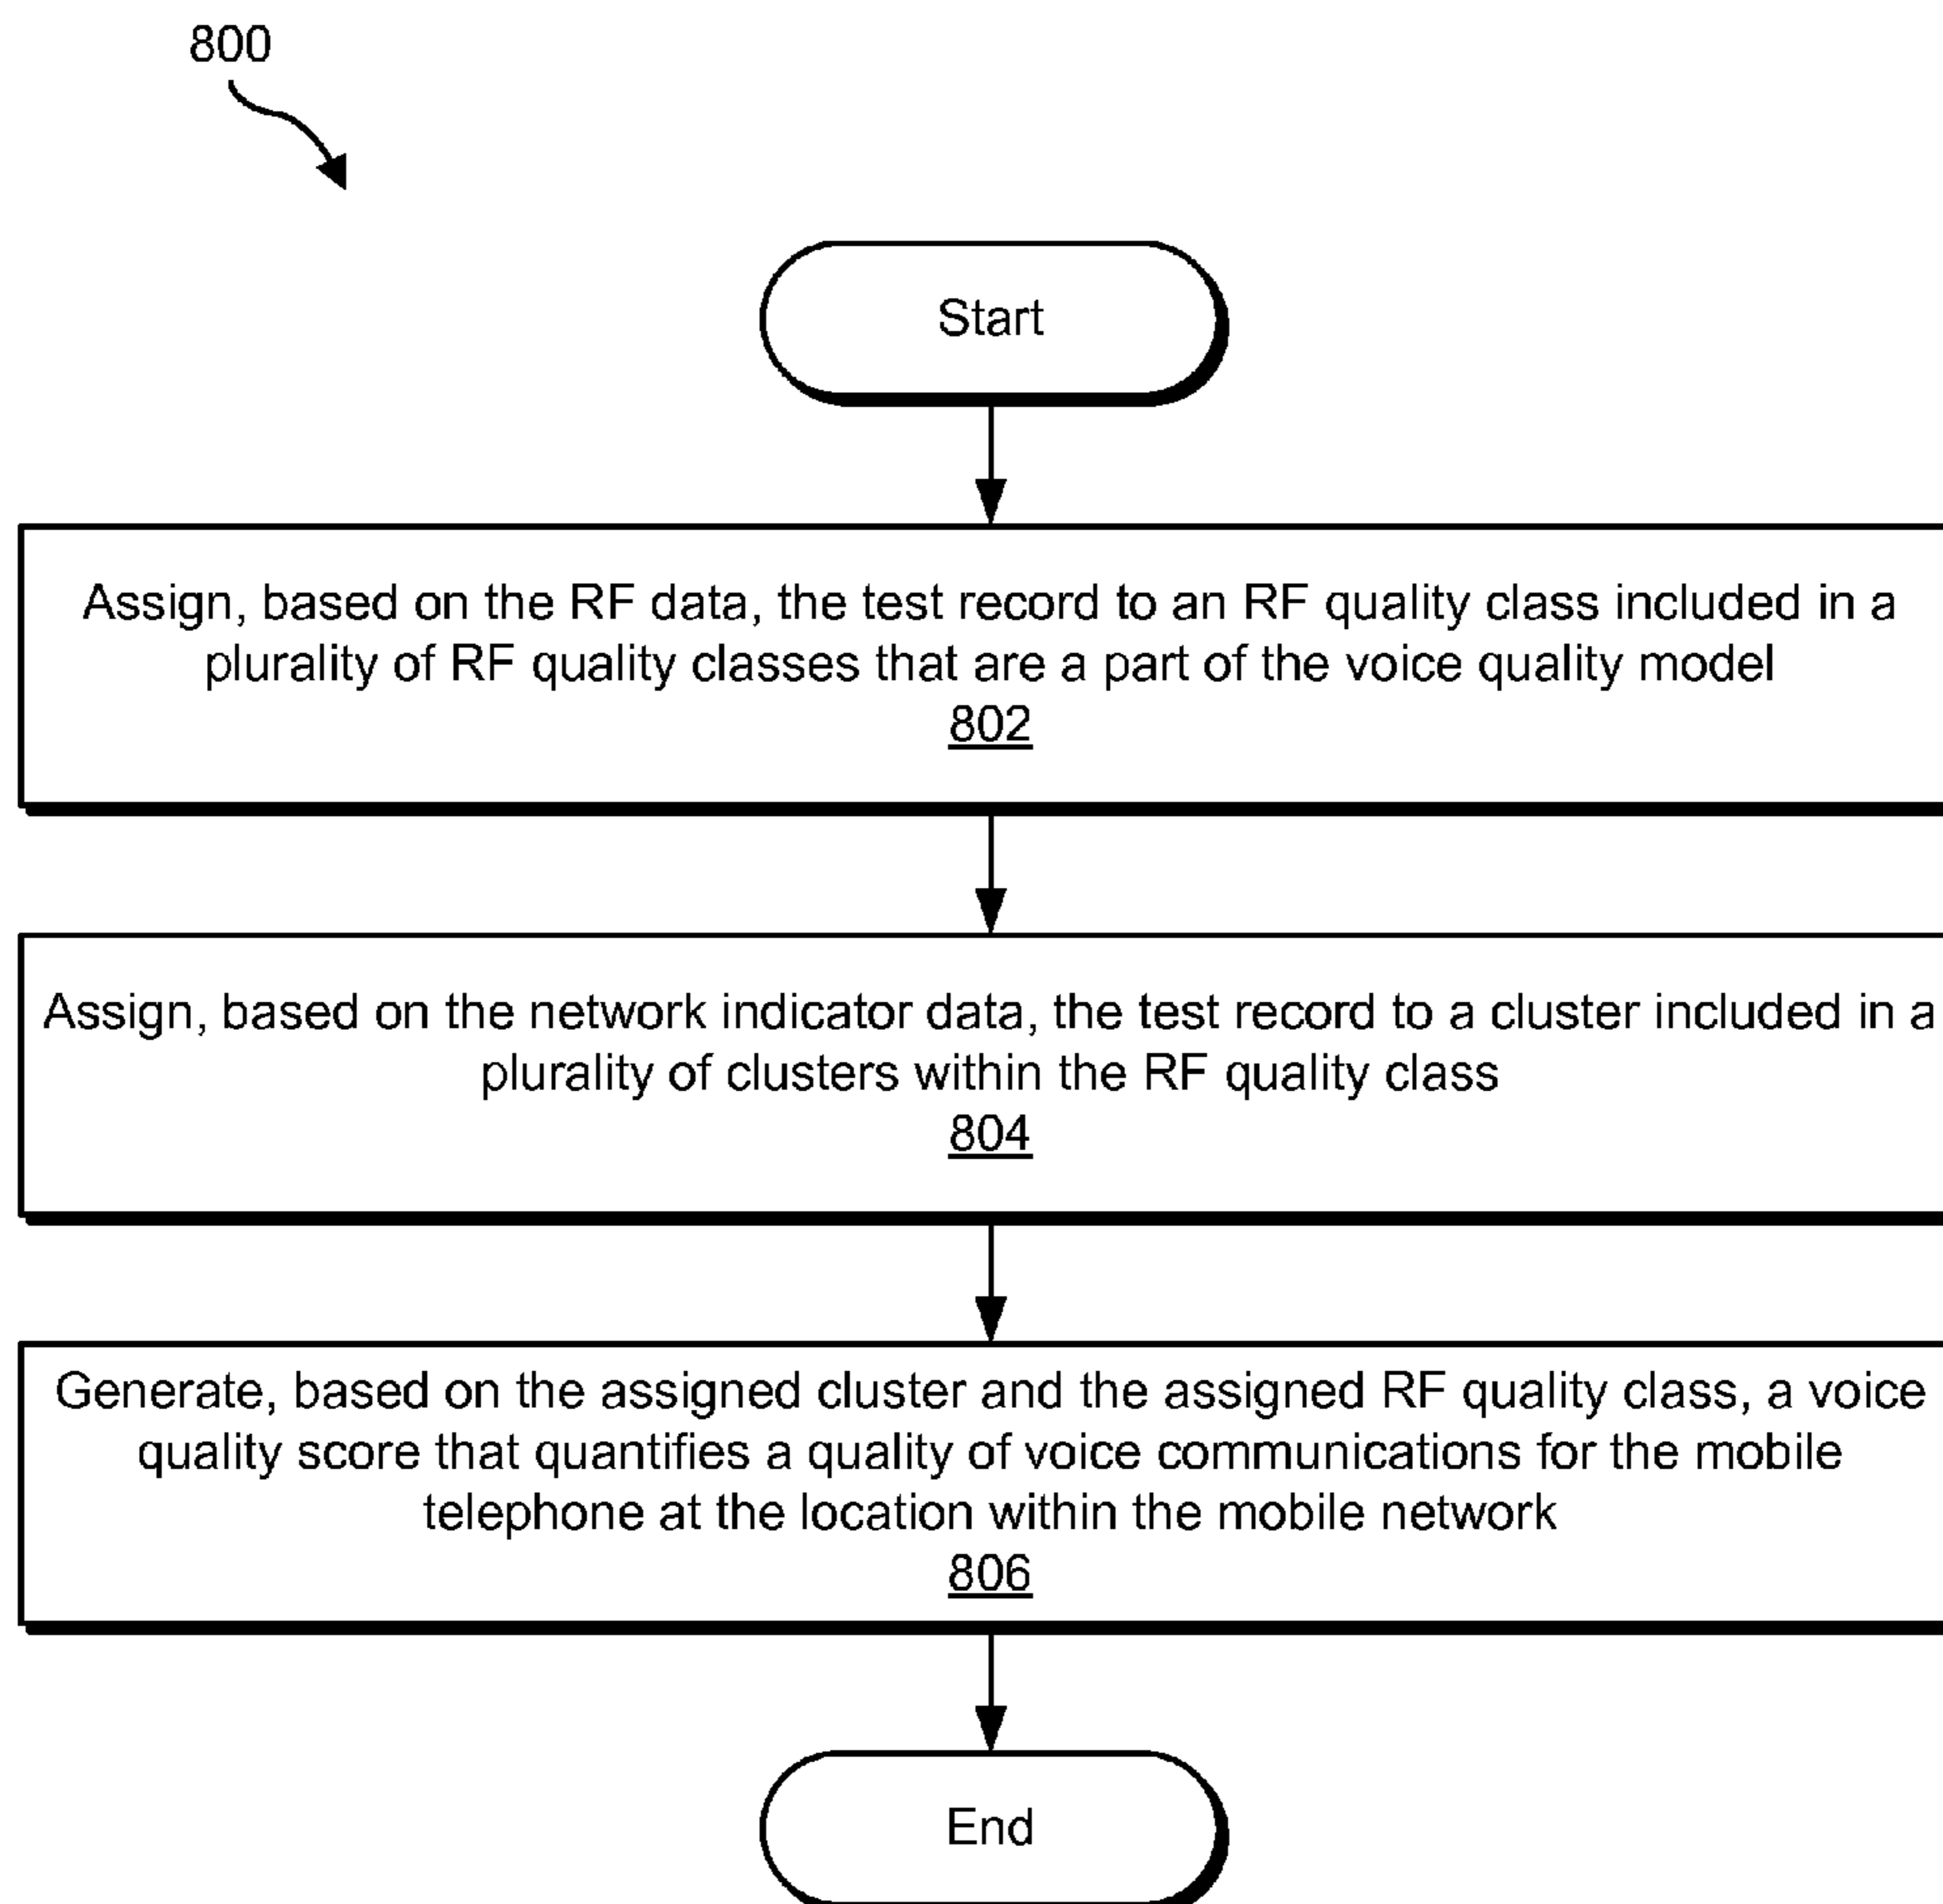 800
Start
Assign, based on the RF data, the test record to an RF quality class included in a
plurality of RF quality classes that are a part of the voice quality model
802
Assign, based on the network indicator data, the test record to a cluster included in a
plurality of clusters within the RF quality class
804
Generate, based on the assigned cluster and the assigned RF quality class, a voice
quality score that quantifies a quality of voice communications for the mobile
telephone at the location within the mobile network
806
End